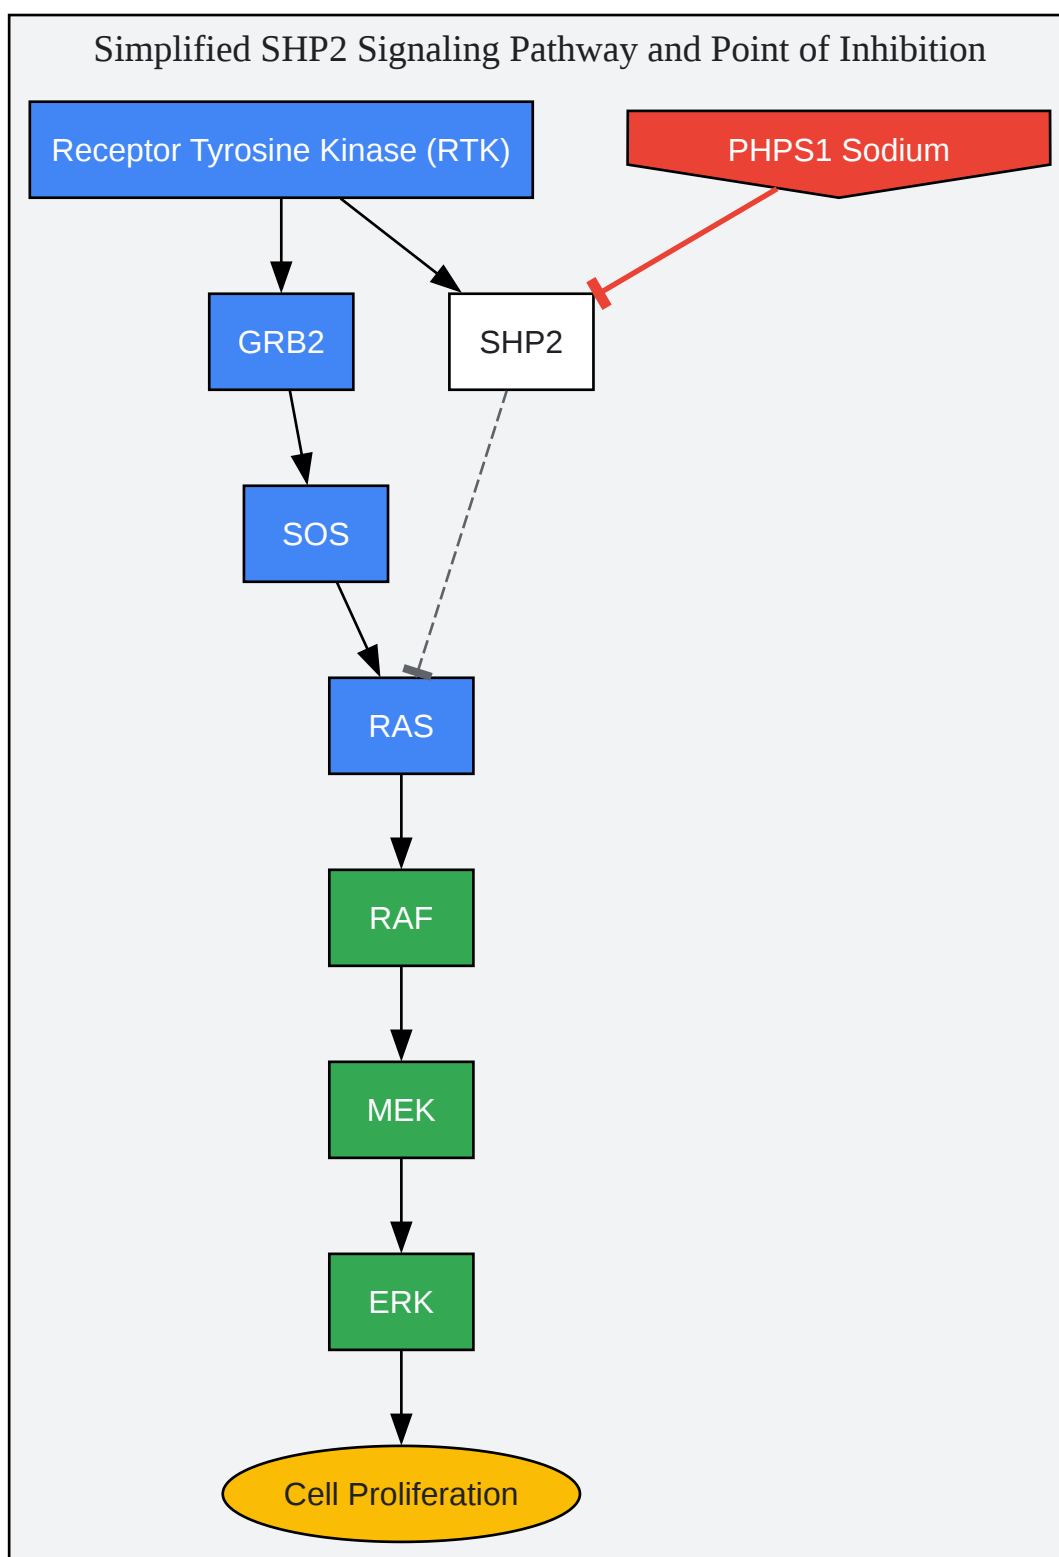 Simplified SHP2 Signaling Pathway and Point of Inhibition
Receptor Tyrosine Kinase (RTK)
PHPS1 Sodium
GRB2
SHP2
SOS
RAS
RAF
MEK
ERK
Cell Proliferation